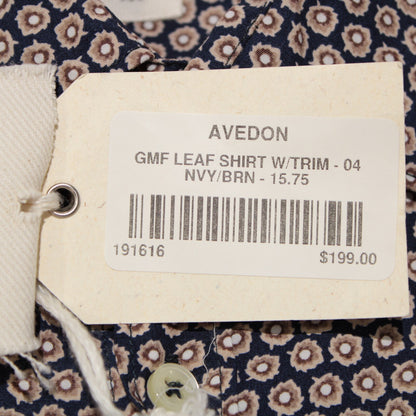 AVEDON
GMF LEAF SHIRT W/TRIM - 04
NVY/BRN - 15.75
191616
$199.00